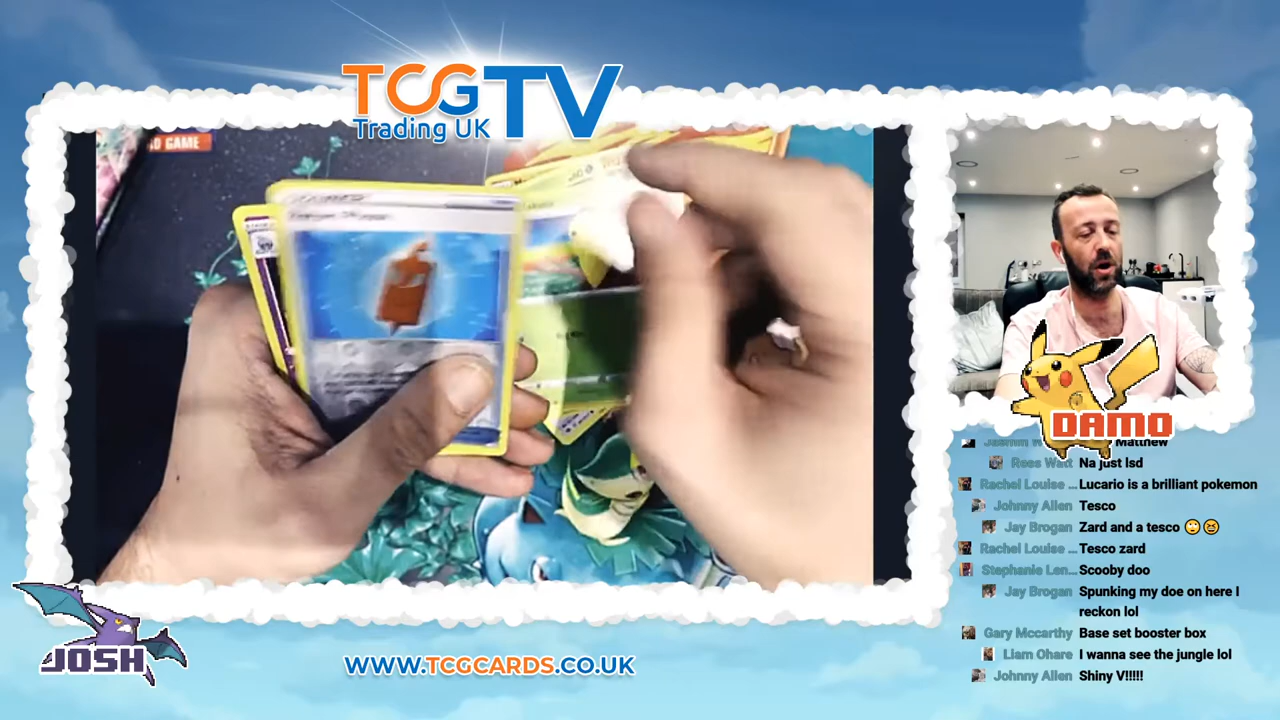 TCG TV
Trading UK
D GAME
DAMO
Matthew
Rees Watt Na just lsd
Rachel Louise ... Lucario is a brilliant pokemon
Johnny Allen Tesco
Jay Brogan Zard and a tesco 🙄😆
Rachel Louise ... Tesco zard
Stephanie Len... Scooby doo
Jay Brogan Spunking my doe on here I
reckon lol
Gary Mccarthy Base set booster box
Liam Ohare I wanna see the jungle lol
Johnny Allen Shiny V!!!!!
JOSH
WWW.TCGCARDS.CO.UK